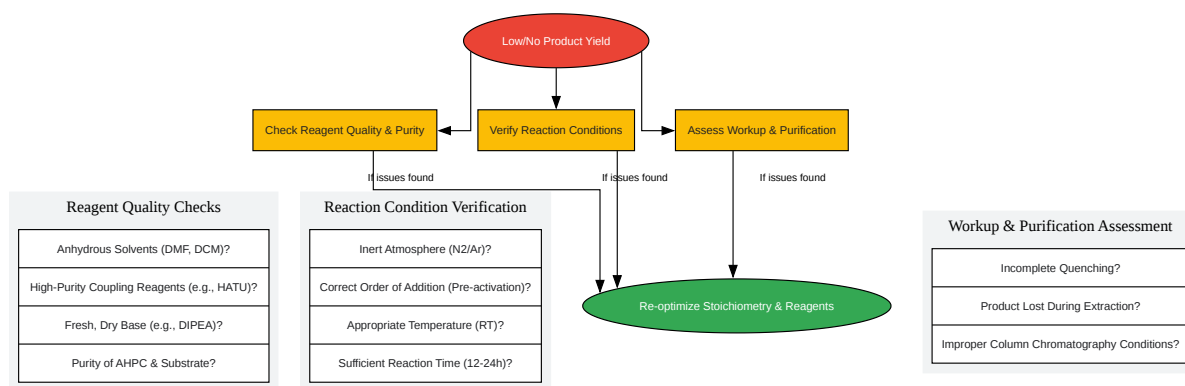 Low/No Product Yield
Check Reagent Quality & Purity
Verify Reaction Conditions
Assess Workup & Purification
If issues found
If issues found
If issues found
Reagent Quality Checks
Anhydrous Solvents (DMF, DCM)?
High-Purity Coupling Reagents (e.g., HATU)?
Fresh, Dry Base (e.g., DIPEA)?
Purity of AHPC & Substrate?
Reaction Condition Verification
Inert Atmosphere (N2/Ar)?
Correct Order of Addition (Pre-activation)?
Appropriate Temperature (RT)?
Sufficient Reaction Time (12-24h)?
Re-optimize Stoichiometry & Reagents
Workup & Purification Assessment
Incomplete Quenching?
Product Lost During Extraction?
Improper Column Chromatography Conditions?